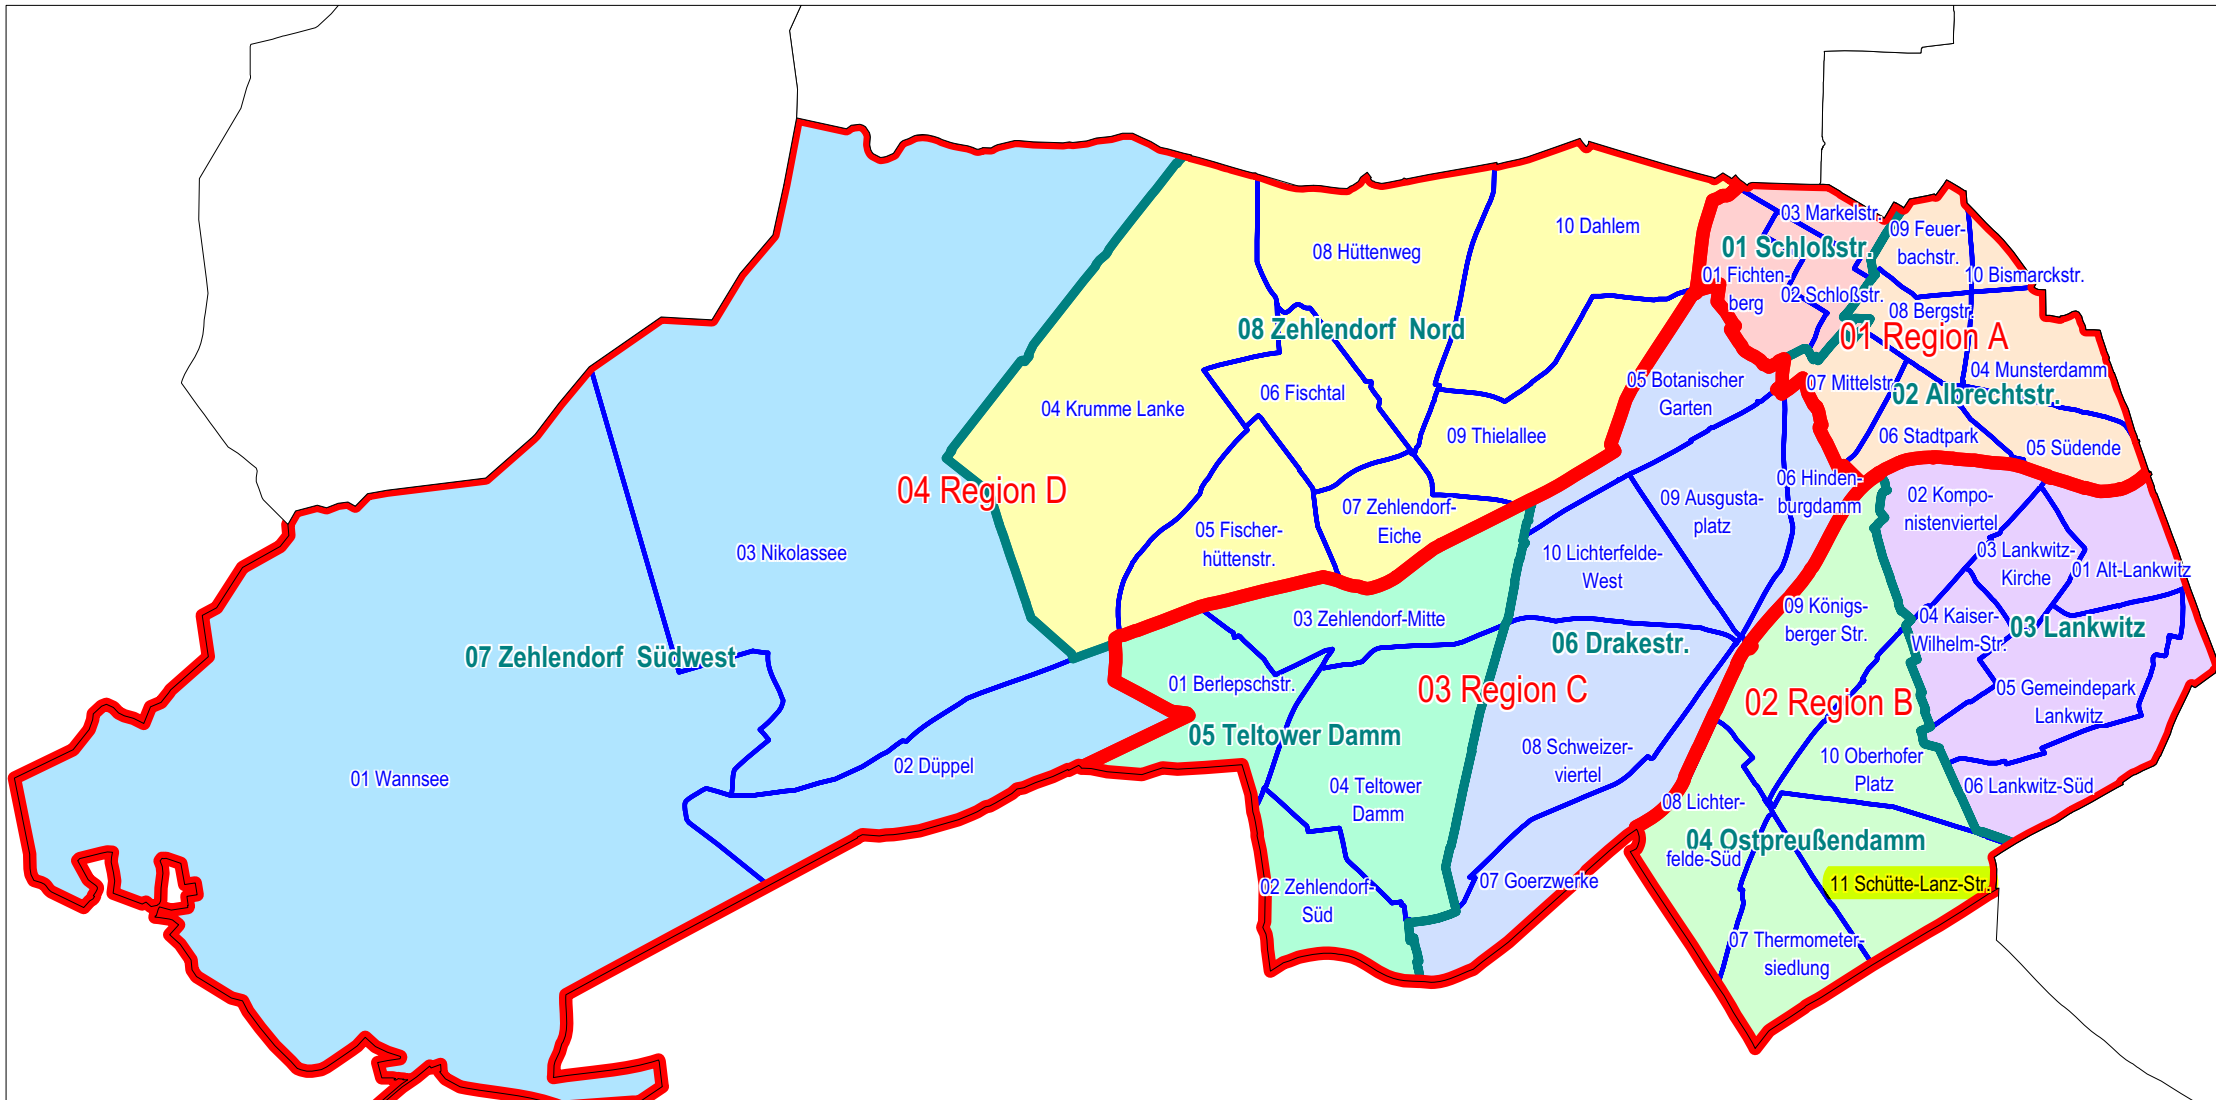 03 Markelstr.
10 Dahlem
09 Feuer-
bachstr.
01 Schloßstr.
08 Hüttenweg
01 Fichten-
berg
10 Bismarckstr.
02 Schloßstr.
08 Bergstr.
08 Zehlendorf Nord
01 Region A
04 Munsterdamm
05 Botanischer
Garten
07 Mittelstr.
02 Albrechtstr.
06 Fischtal
04 Krumme Lanke
09 Thielallee
06 Stadtpark
05 Südende
04 Region D
06 Hinden-
burgdamm
09 Ausgusta-
platz
02 Kompo-
nistenviertel
07 Zehlendorf-
Eiche
05 Fischer-
hüttenstr.
03 Nikolassee
10 Lichterfelde-
West
03 Lankwitz-
Kirche
01 Alt-Lankwitz
09 Königs-
berger Str.
03 Zehlendorf-Mitte
04 Kaiser-
Wilhelm-Str.
03 Lankwitz
06 Drakestr.
07 Zehlendorf Südwest
01 Berlepschstr.
03 Region C
02 Region B
05 Gemeindepark
Lankwitz
05 Teltower Damm
08 Schweizer-
viertel
10 Oberhofer
Platz
02 Düppel
01 Wannsee
04 Teltower
Damm
06 Lankwitz-Süd
08 Lichter-
felde-Süd
04 Ostpreußendamm
02 Zehlendorf-
Süd
07 Goerzwerke
11 Schütte-Lanz-Str.
07 Thermometer-
siedlung